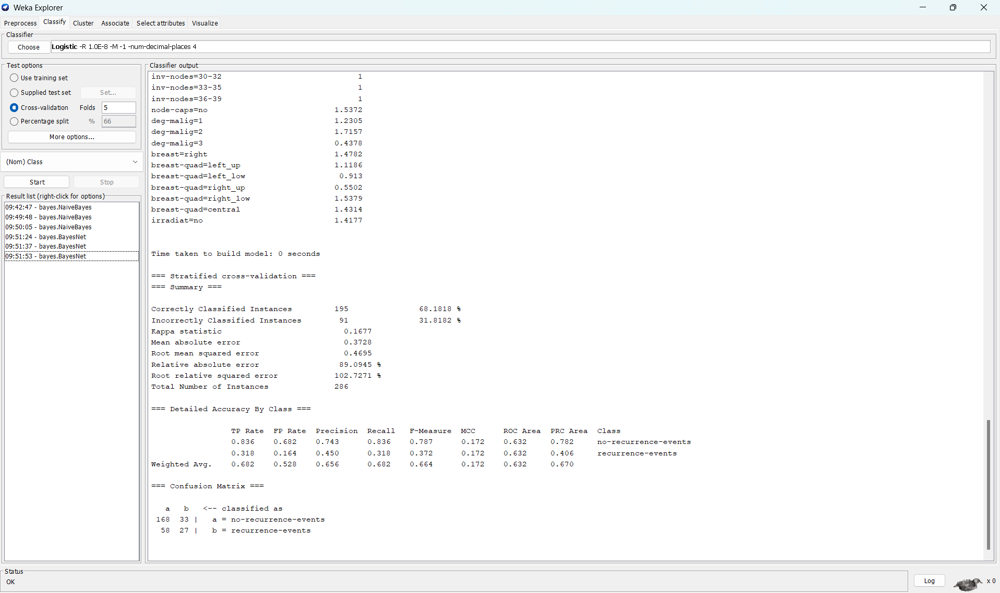 Weka Explorer
Preprocess Classify Cluster Associate Select attributes Visualize
Classifier
Choose Logistic -R 1.0E-8 -M -1 -num-decimal-places 4
Test options
Use training set
Supplied test set Set...
Cross-validation Folds 5
Percentage split % 66
More options...
(Nom) Class
Start Stop
Result list (right-click for options)
09:42:47 - bayes.NaiveBayes
09:49:48 - bayes.NaiveBayes
09:50:05 - bayes.NaiveBayes
09:51:24 - bayes.BayesNet
09:51:37 - bayes.BayesNet
09:51:53 - bayes.BayesNet
Classifier output
inv-nodes=30-32 1
inv-nodes=33-35 1
inv-nodes=36-39 1
node-caps=no 1.5372
deg-malig=1 1.2305
deg-malig=2 1.7157
deg-malig=3 0.4378
breast=right 1.4782
breast-quad=left_up 1.1186
breast-quad=left_low 0.913
breast-quad=right_up 0.5502
breast-quad=right_low 1.5379
breast-quad=central 1.4314
irradiat=no 1.4177
Time taken to build model: 0 seconds
=== Stratified cross-validation ===
=== Summary ===
Correctly Classified Instances 195 68.1818 %
Incorrectly Classified Instances 91 31.8182 %
Kappa statistic 0.1677
Mean absolute error 0.3728
Root mean squared error 0.4695
Relative absolute error 89.0945 %
Root relative squared error 102.7271 %
Total Number of Instances 286
=== Detailed Accuracy By Class ===
TP Rate FP Rate Precision Recall F-Measure MCC ROC Area PRC Area Class
0.836 0.682 0.743 0.836 0.787 0.172 0.632 0.782 no-recurrence-events
0.318 0.164 0.450 0.318 0.372 0.172 0.632 0.406 recurrence-events
Weighted Avg. 0.682 0.528 0.656 0.682 0.664 0.172 0.632 0.670
=== Confusion Matrix ===
a b <-- classified as
168 33 | a = no-recurrence-events
58 27 | b = recurrence-events
Status
OK
Log x 0